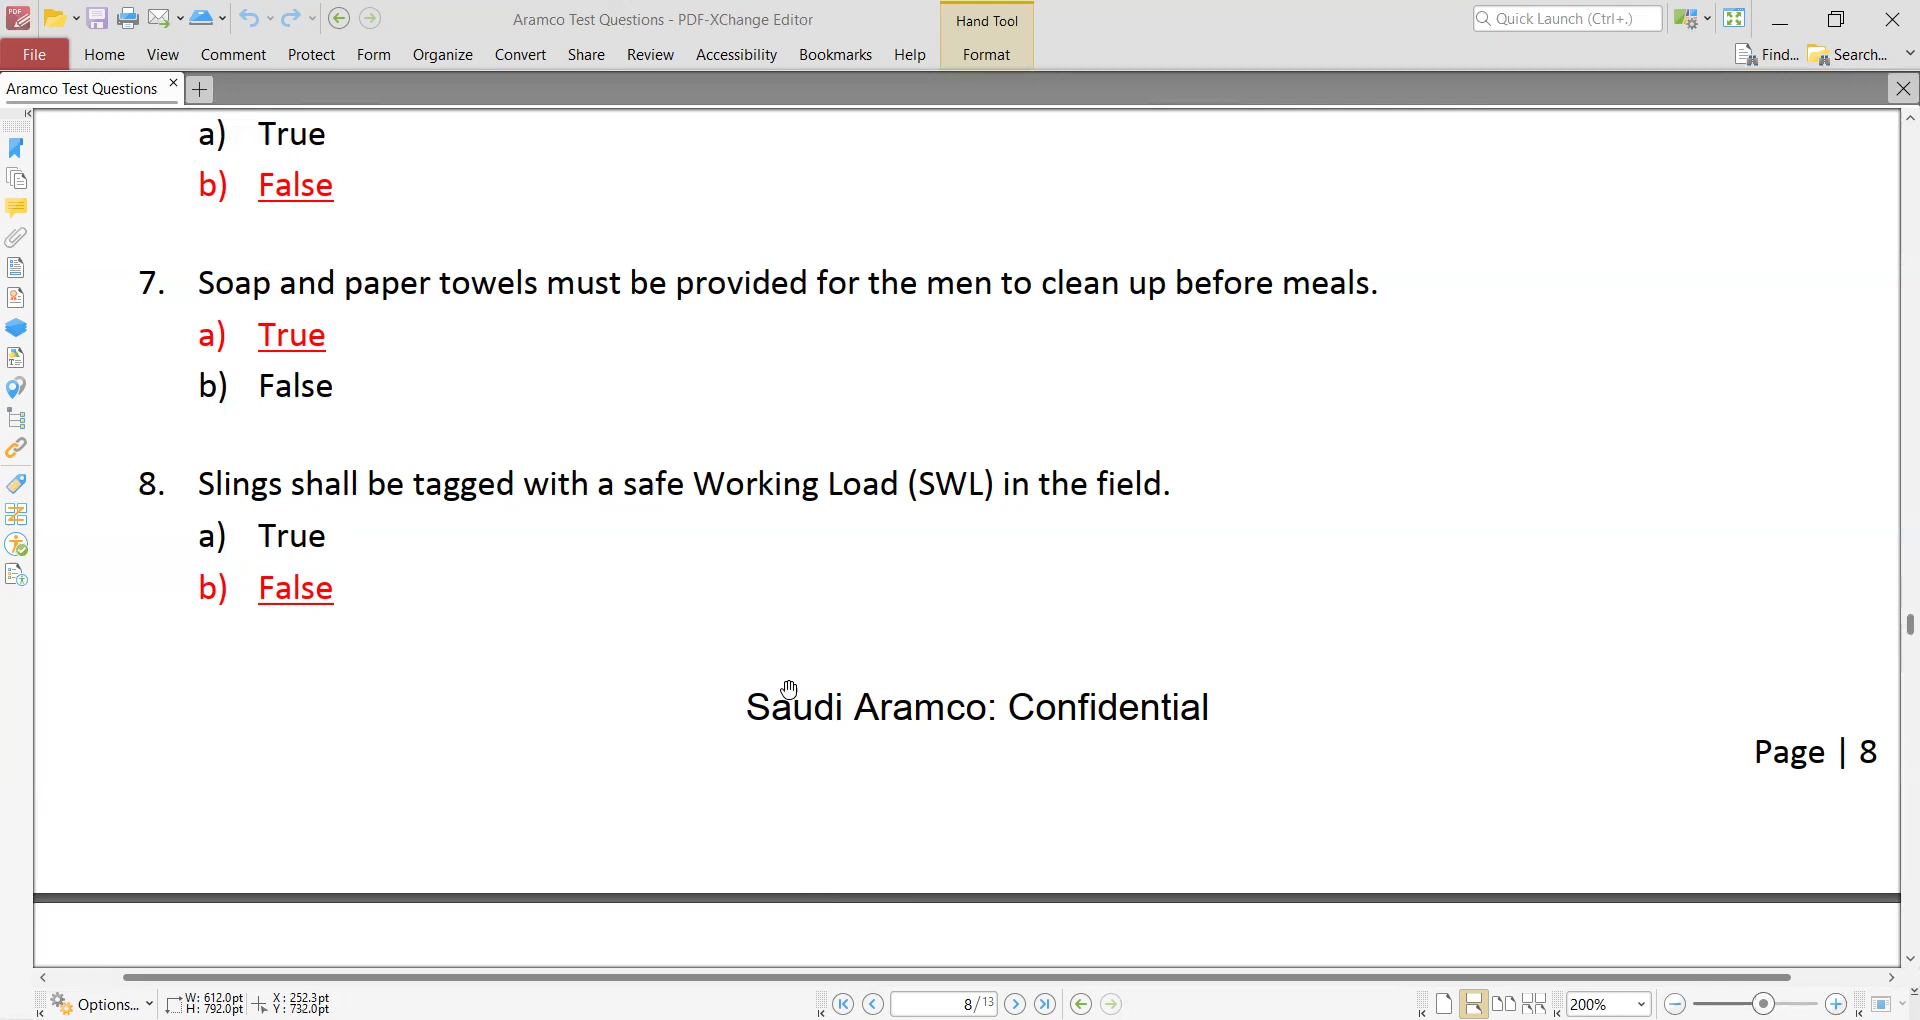 Aramco Test Questions - PDF-XChange Editor
Hand Tool
Quick Launch (Ctrl+.)
File Home View Comment Protect Form Organize Convert Share Review Accessibility Bookmarks Help Format
Find... Search...
Aramco Test Questions
a) True
b) False
7. Soap and paper towels must be provided for the men to clean up before meals.
a) True
b) False
8. Slings shall be tagged with a safe Working Load (SWL) in the field.
a) True
b) False
Saudi Aramco: Confidential
Page | 8
Options... W: 612.0pt X: 252.3pt
H: 792.0pt Y: 732.0pt
8/13
200%